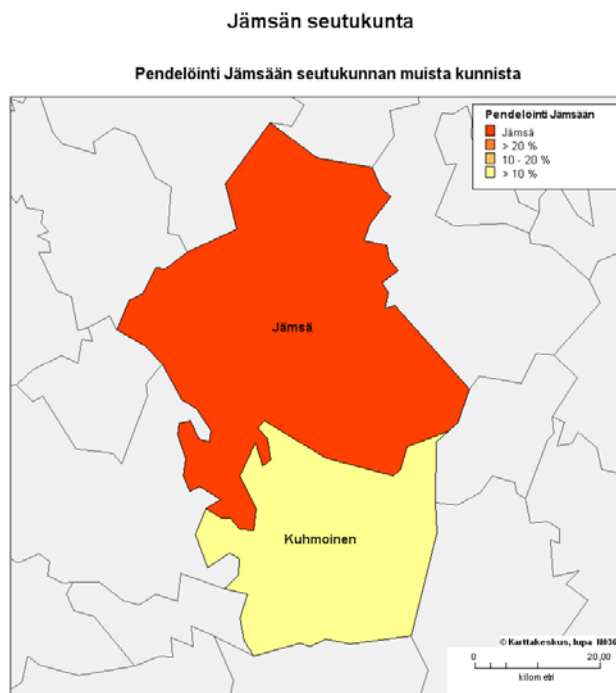 Jämsän seutukunta
Pendelöinti Jämsään seutukunnan muista kunnista
Pendelöinti Jämsään
Jämsä
> 20 %
10 - 20 %
> 10 %
Jämsä
Kuhmoinen
© Karttakeskus, lupa
0 20,00
kilometri